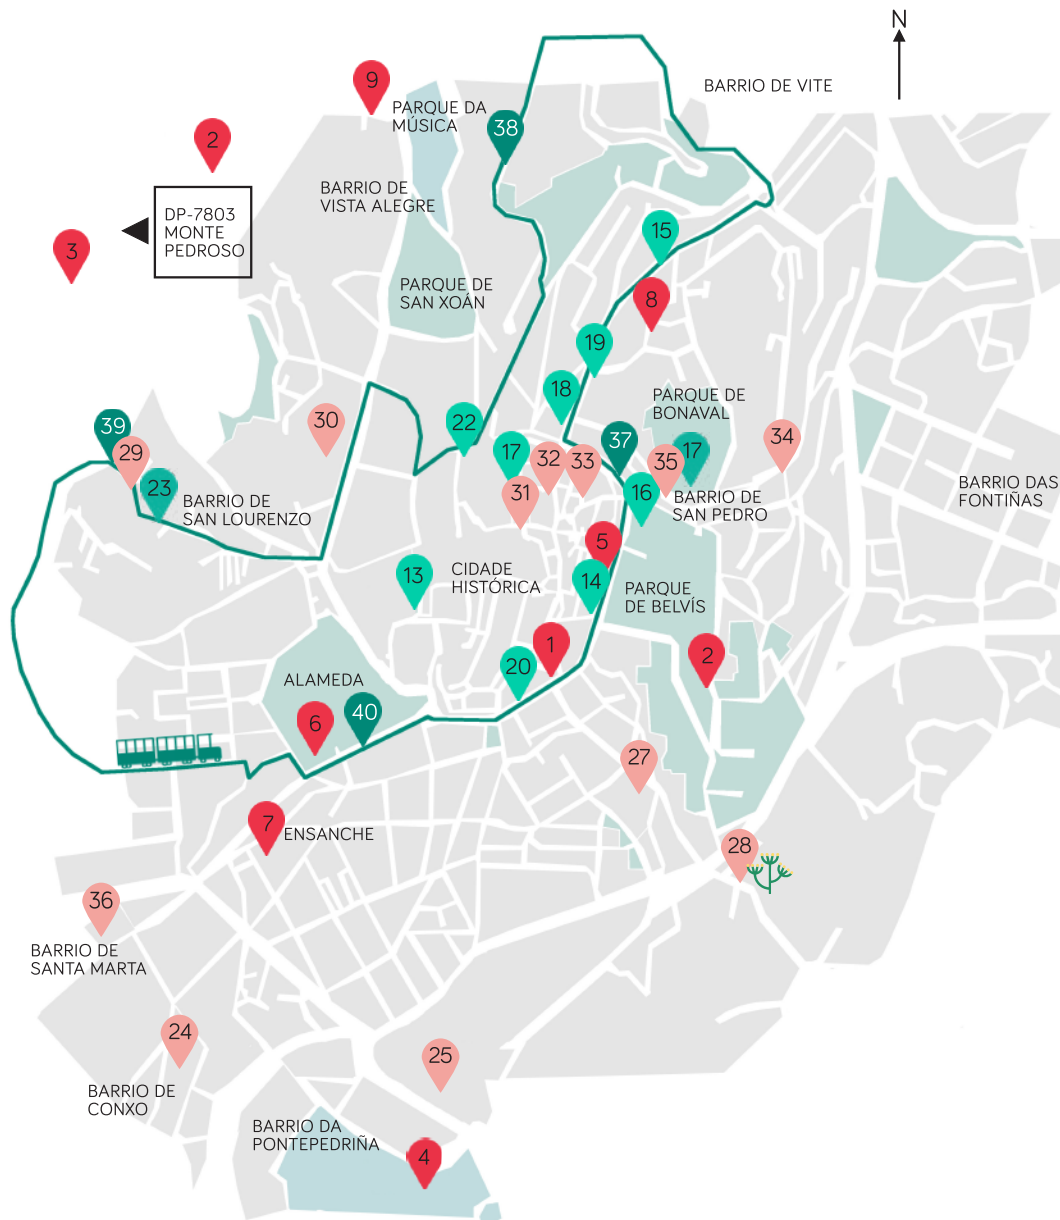 N
9
BARRIO DE VITE
PARQUE DA
MÚSICA
38
2
BARRIO DE
VISTA ALEGRE
DP-7803
MONTE
PEDROSO
3
15
PARQUE DE
SAN XOÁN
8
19
18
PARQUE DE
BONAVAL
30
22
39
37
34
29
17
32
33
35
17
23
31
16
BARRIO DE
SAN LOURENZO
BARRIO DE
SAN PEDRO
BARRIO DAS
FONTIÑAS
5
13
CIDADE
HISTÓRICA
14
PARQUE
DE BELVÍS
1
2
20
ALAMEDA
6
40
27
7
ENSANCHE
28
36
BARRIO DE
SANTA MARTA
24
25
BARRIO DE
CONXO
BARRIO DA
PONTEPEDRIÑA
4